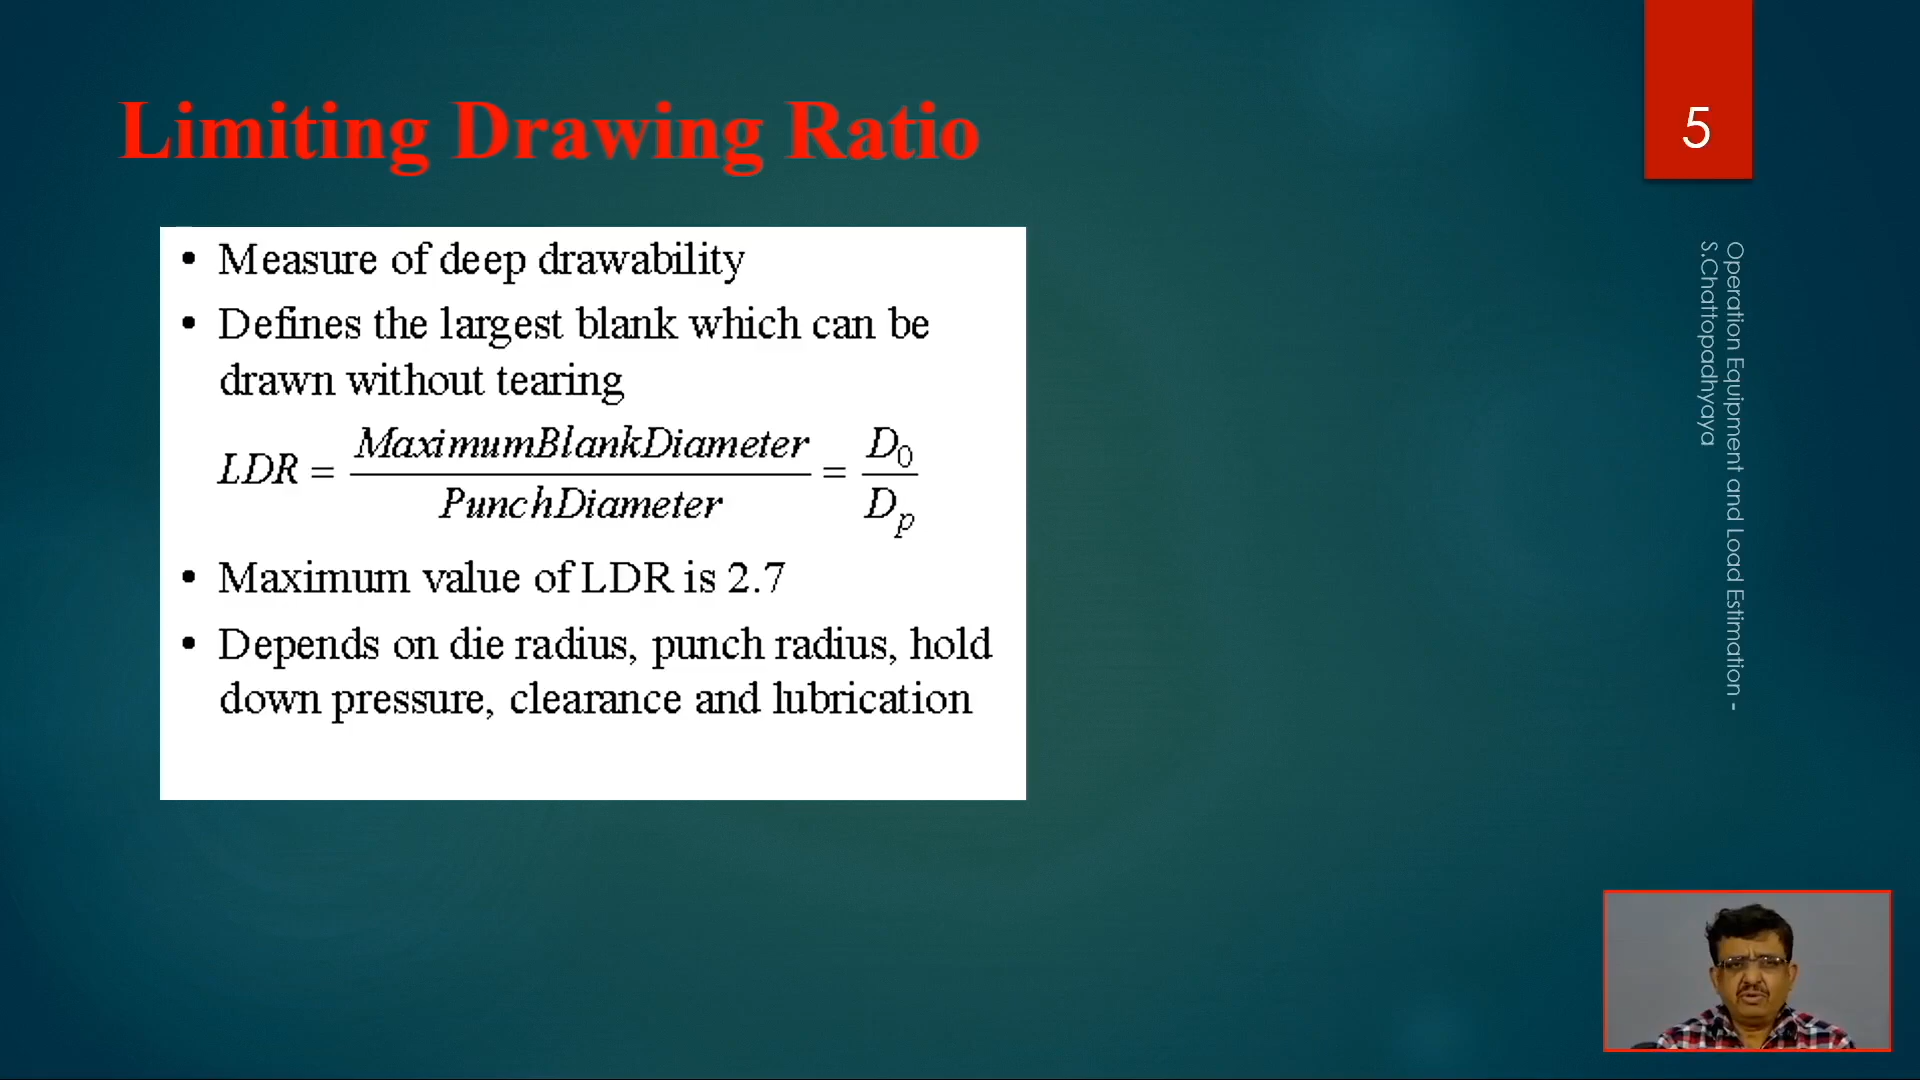 Limiting Drawing Ratio
5
• Measure of deep drawability
• Defines the largest blank which can be
drawn without tearing
LDR = MaximumBlankDiameter / PunchDiameter = D₀ / Dₚ
• Maximum value of LDR is 2.7
• Depends on die radius, punch radius, hold
down pressure, clearance and lubrication
Operation Equipment and Load Estimation -
S.Chattopadhyaya